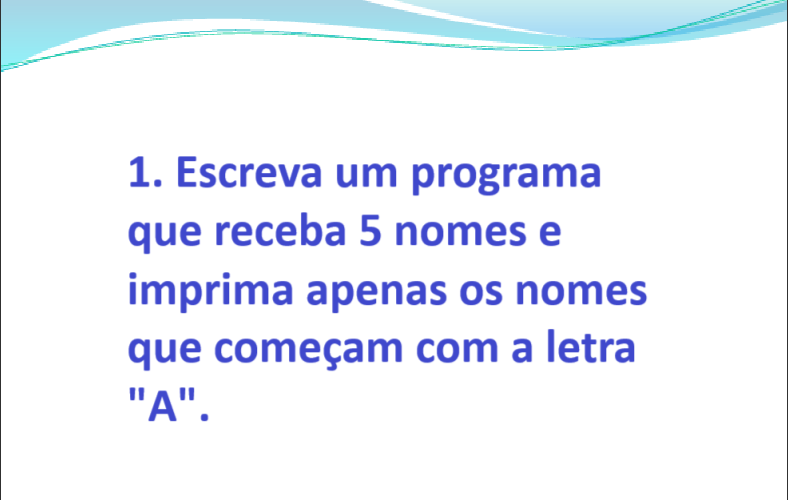 1. Escreva um programa
que receba 5 nomes e
imprima apenas os nomes
que começam com a letra
"A".